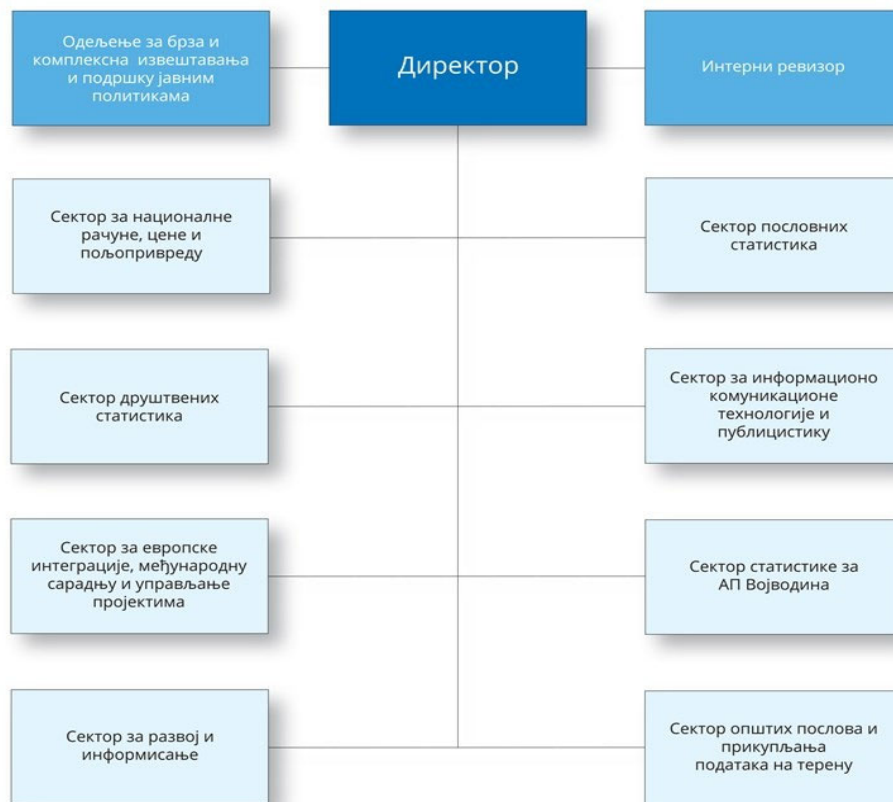 Одељење за брза и
комплексна извештавања
и подршку јавним
политикама
Директор
Интерни ревизор
Сектор за националне
рачуне, цене и
пољопривреду
Сектор пословних
статистика
Сектор друштвених
статистика
Сектор за информационо
комуникационе
технологије и
публицистику
Сектор за европске
интеграције, међународну
сарадњу и управљање
пројектима
Сектор статистике за
АП Војводина
Сектор за развој и
информисање
Сектор општих послова и
прикупљања
података на терену